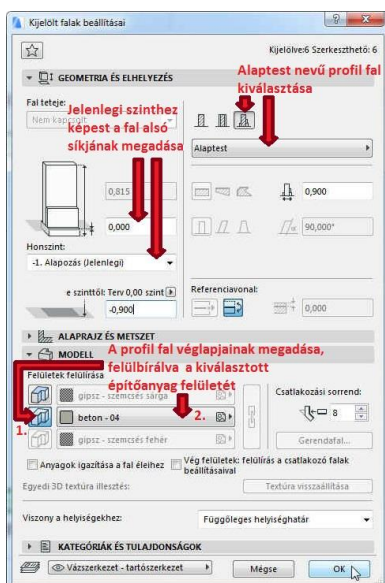 Kijelölt falak beállításai
Kijelölve:6 Szerkeszthető: 6
GEOMETRIA ÉS ELHELYEZÉS
Alaptest nevű profil fal
kiválasztása
Fal teteje:
Nem kapcsolt
Jelenlegi szinthez
képest a fal alsó
síkjának megadása
Alaptest
0,815
0,900
0,000
90,000°
Honszint:
-1. Alapozás (Jelenlegi)
e szinttől: Terv 0,00 szint
-0,900
Referenciavonal:
0,000
ALAPRAJZ ÉS METSZET
MODELL
A profil fal véglapjainak megadása,
felülbírálva a kiválasztott
építőanyag felületét
Felületek felülírása
gipsz - szemcsés sárga
Csatlakozási sorrend:
1.
beton - 04
2.
8
gipsz - szemcsés fehér
Gerendafal...
Anyagok igazítása a fal éleihez
Vég felületek: felülírás a csatlakozó falak
beállításaival
Egyedi 3D textúra illesztés:
Textúra visszaállítása
Viszony a helyiségekhez:
Függőleges helyiséghatár
KATEGÓRIÁK ÉS TULAJDONSÁGOK
Vázszerkezet - tartószerkezet
Mégse
OK